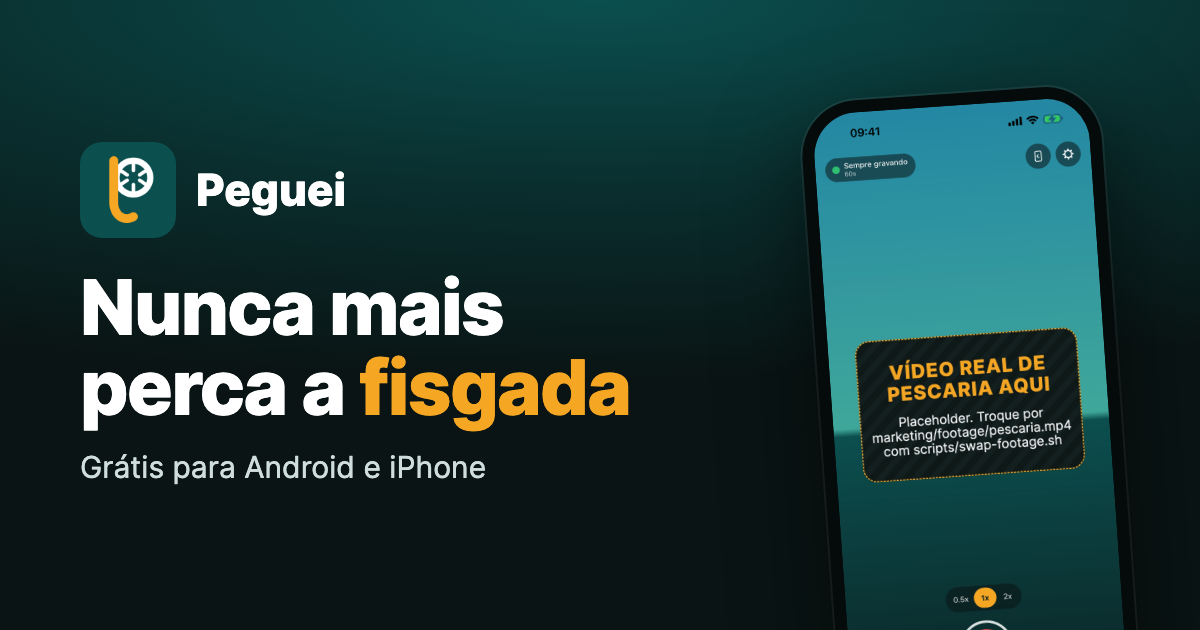 Peguei
Nunca mais
perca a fisgada
Grátis para Android e iPhone
09:41
Sempre gravando
60s
VÍDEO REAL DE
PESCARIA AQUI
Placeholder. Troque por
marketing/footage/pescaria.mp4
com scripts/swap-footage.sh
0.5x 1x 2x